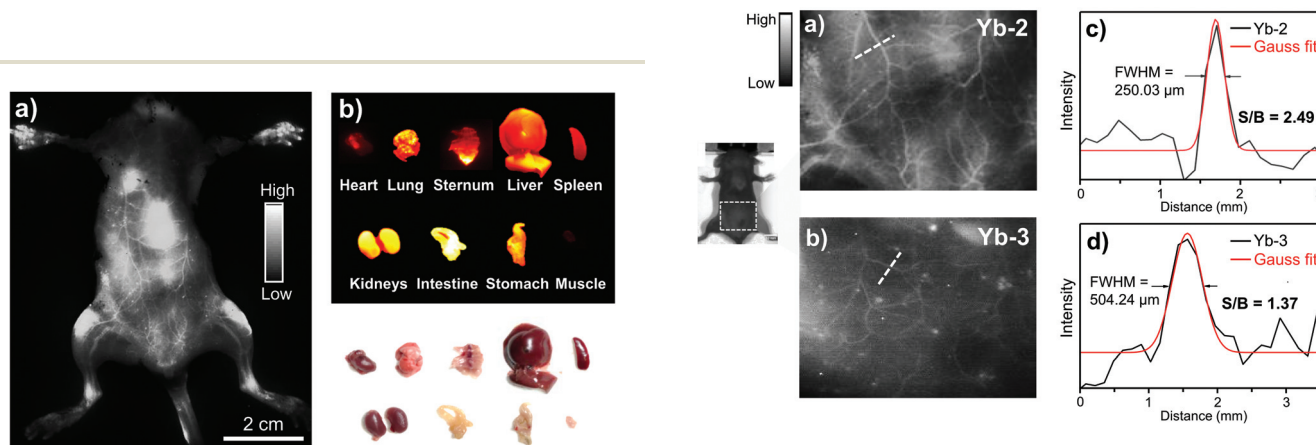 a)
High
Low
2 cm
b)
Heart Lung Sternum Liver Spleen
Kidneys Intestine Stomach Muscle
High
Low
a)
Yb-2
b)
Yb-3
c)
Yb-2
Gauss fit
FWHM =
250.03 µm
S/B = 2.49
Intensity
0 1 2
Distance (mm)
d)
Yb-3
Gauss fit
FWHM =
504.24 µm
S/B = 1.37
Intensity
0 1 2 3
Distance (mm)